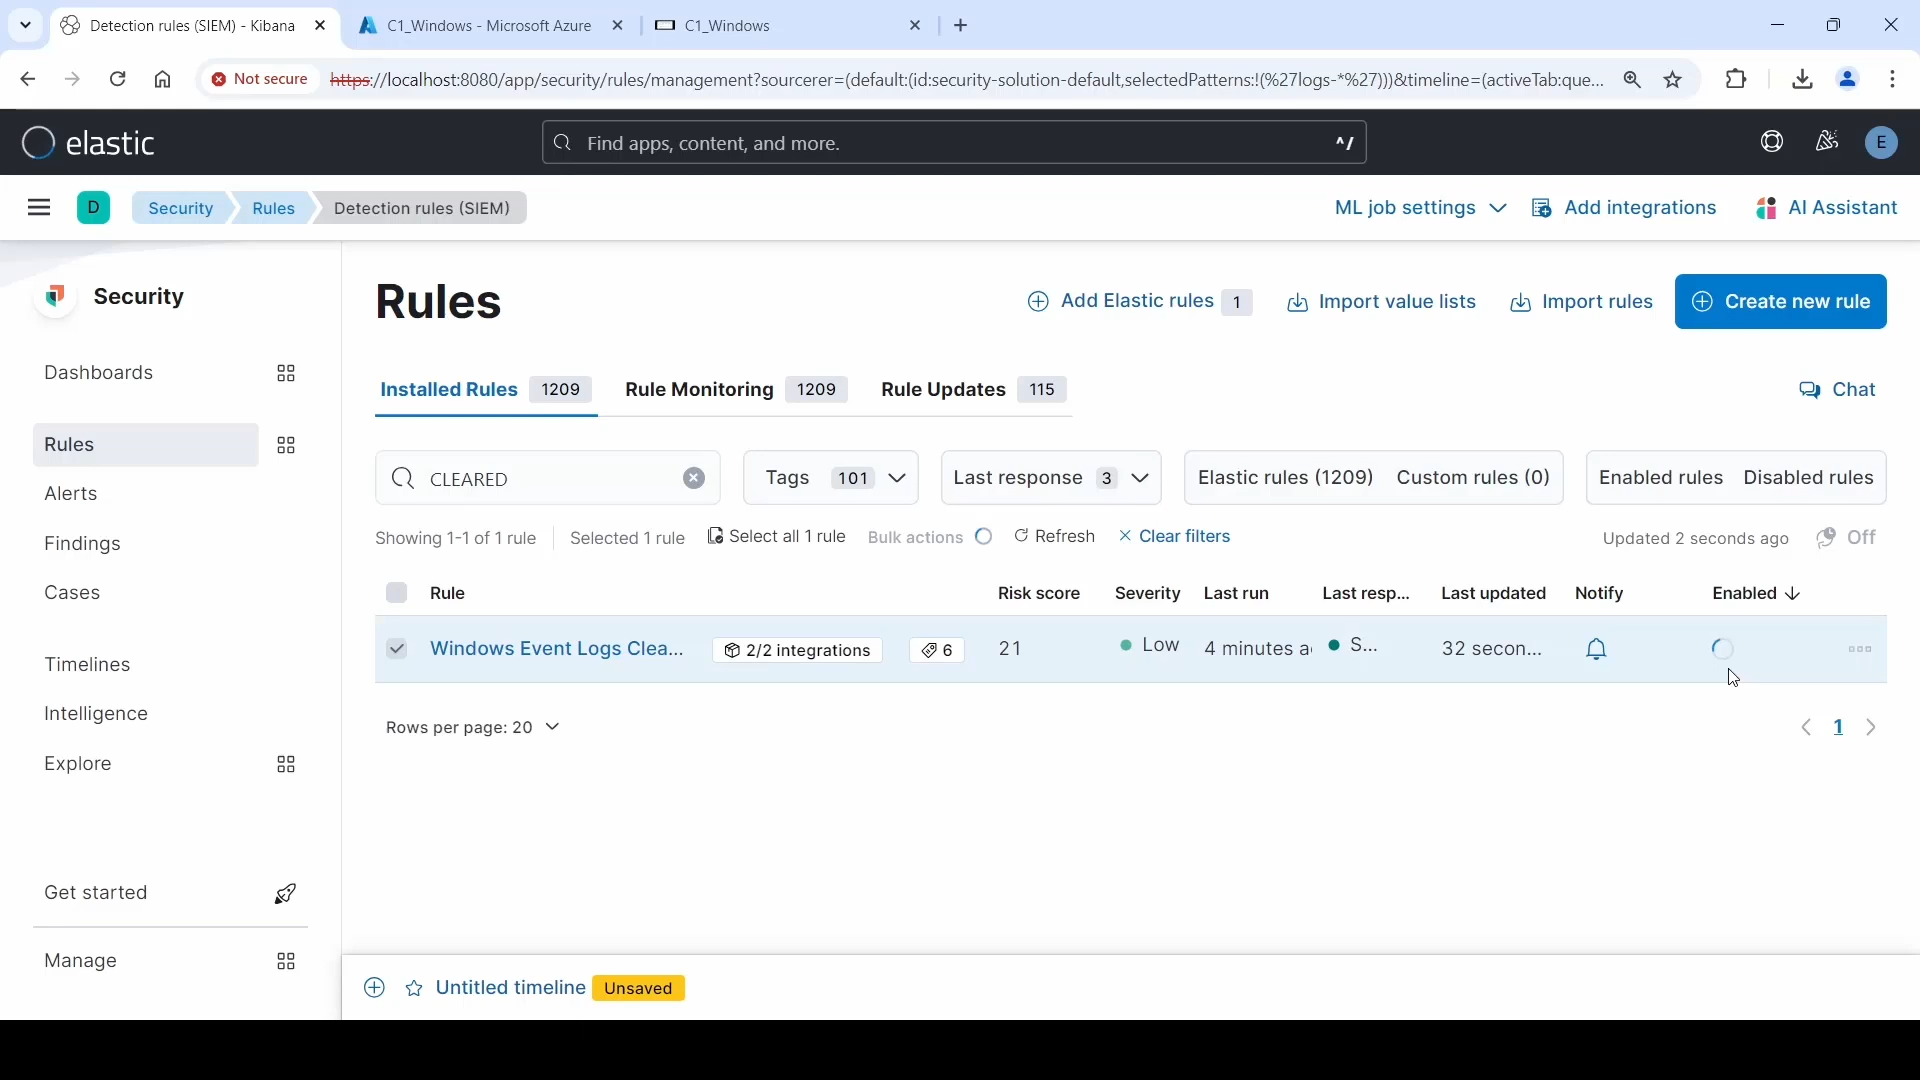 Detection rules (SIEM) - Kibana
C1_Windows - Microsoft Azure
C1_Windows
Not secure
https://localhost:8080/app/security/rules/management?sourcerer=(default:(id:security-solution-default,selectedPatterns:!(%27logs-*%27)))&timeline=(activeTab:que...
elastic
Find apps, content, and more.
^/
E
D
Security
Rules
Detection rules (SIEM)
ML job settings
Add integrations
AI Assistant
Security
Dashboards
Rules
Alerts
Findings
Cases
Timelines
Intelligence
Explore
Get started
Manage
Rules
Add Elastic rules 1
Import value lists
Import rules
Create new rule
Installed Rules 1209
Rule Monitoring 1209
Rule Updates 115
Chat
CLEARED
Tags 101
Last response 3
Elastic rules (1209)
Custom rules (0)
Enabled rules
Disabled rules
Showing 1-1 of 1 rule
Selected 1 rule
Select all 1 rule
Bulk actions
Refresh
Clear filters
Updated 2 seconds ago
Off
Rule
Risk score
Severity
Last run
Last resp...
Last updated
Notify
Enabled
Windows Event Logs Clea...
2/2 integrations
6
21
Low
4 minutes a
S...
32 secon...
Rows per page: 20
1
Untitled timeline
Unsaved